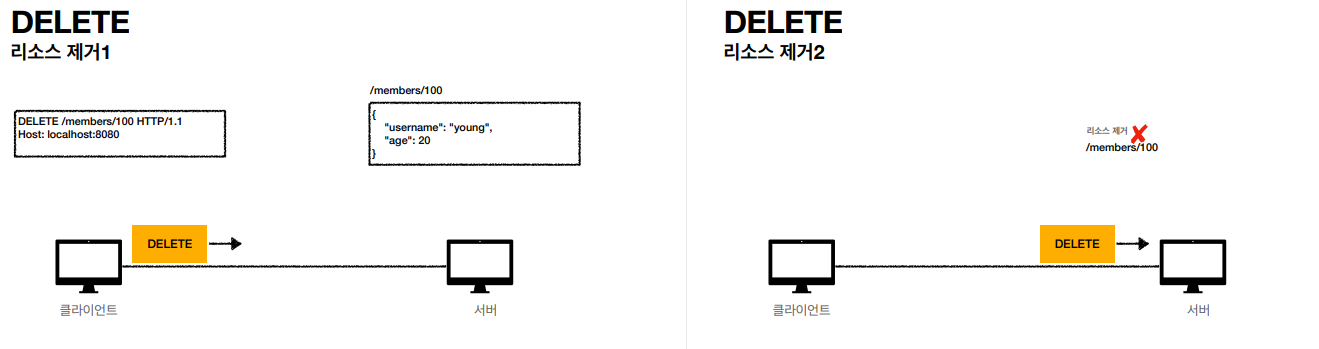 DELETE
리소스 제거1
DELETE /members/100 HTTP/1.1
Host: localhost:8080
/members/100
{
"username": "young",
"age": 20
}
DELETE
클라이언트
서버
DELETE
리소스 제거2
리소스 제거
/members/100
DELETE
클라이언트
서버